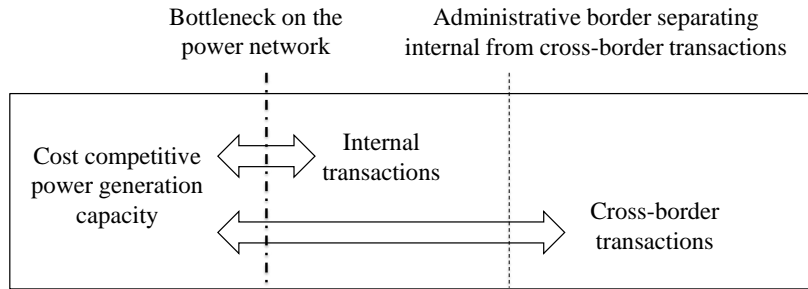 Bottleneck on the
power network
Administrative border separating
internal from cross-border transactions
Cost competitive
power generation
capacity
Internal
transactions
Cross-border
transactions